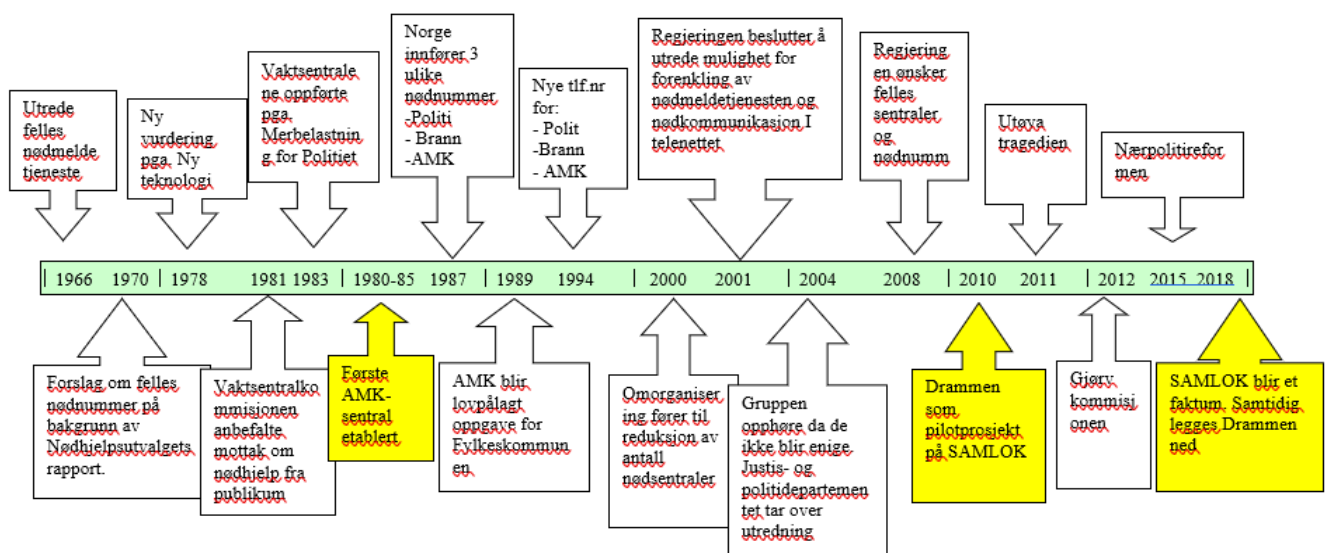 Utrede
felles
nødmelde
tjeneste
Ny
vurdering
pga. Ny
teknologi
Vaktsentrale
ne oppførte
pga.
Merbelastnin
g for Politiet
Norge
innfører 3
ulike
nødnummer
-Politi
- Brann
-AMK
Nye tlf.nr
for:
- Polit
-Brann
- AMK
Regjeringen beslutter å
utrede mulighet for
forenkling av
nødmeldetjenesten og
nødkommunikasjon I
telenettet
Regjering
en ønsker
felles
sentraler
og
nødnumm
Utøya
tragedien
Nærpolitirefor
men
1966 1970 1978 1981 1983 1980-85 1987 1989 1994 2000 2001 2004 2008 2010 2011 2012 2015 2018
Forslag om felles
nødnummer på
bakgrunn av
Nødhjelpsutvalgets
rapport.
Vaktsentralko
mmisjonen
anbefalte
mottak om
nødhjelp fra
publikum
Første
AMK-
sentral
etablert
AMK blir
lovpålagt
oppgave for
Fylkeskommun
en
Omorganiser
ing fører til
reduksjon av
antall
nødsentraler
Gruppen
opphøre da de
ikke blir enige.
Justis- og
politidepartemen
tet tar over
utredning
Drammen
som
pilotprosjekt
på SAMLOK
Gjørv
kommisj
onen
SAMLOK blir et
faktum. Samtidig
legges Drammen
ned